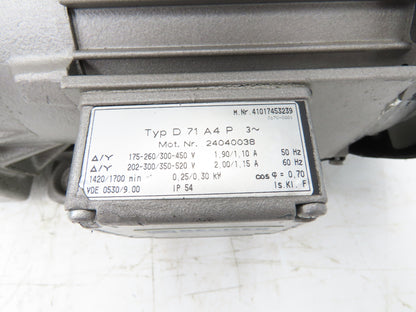 M.Nr.41017453239
Typ D 71 A4 P 3~
Mot. Nr. 24040038
Δ/Y 175-260/300-450 V 1,90/1,10 A 50 Hz
Δ/Y 202-300/350-520 V 2,00/1,15 A 60 Hz
1420/1700 min 0,25/0,30 KW cos φ = 0,70
VDE 0530/9.00 IP 54 Is.Kl. F